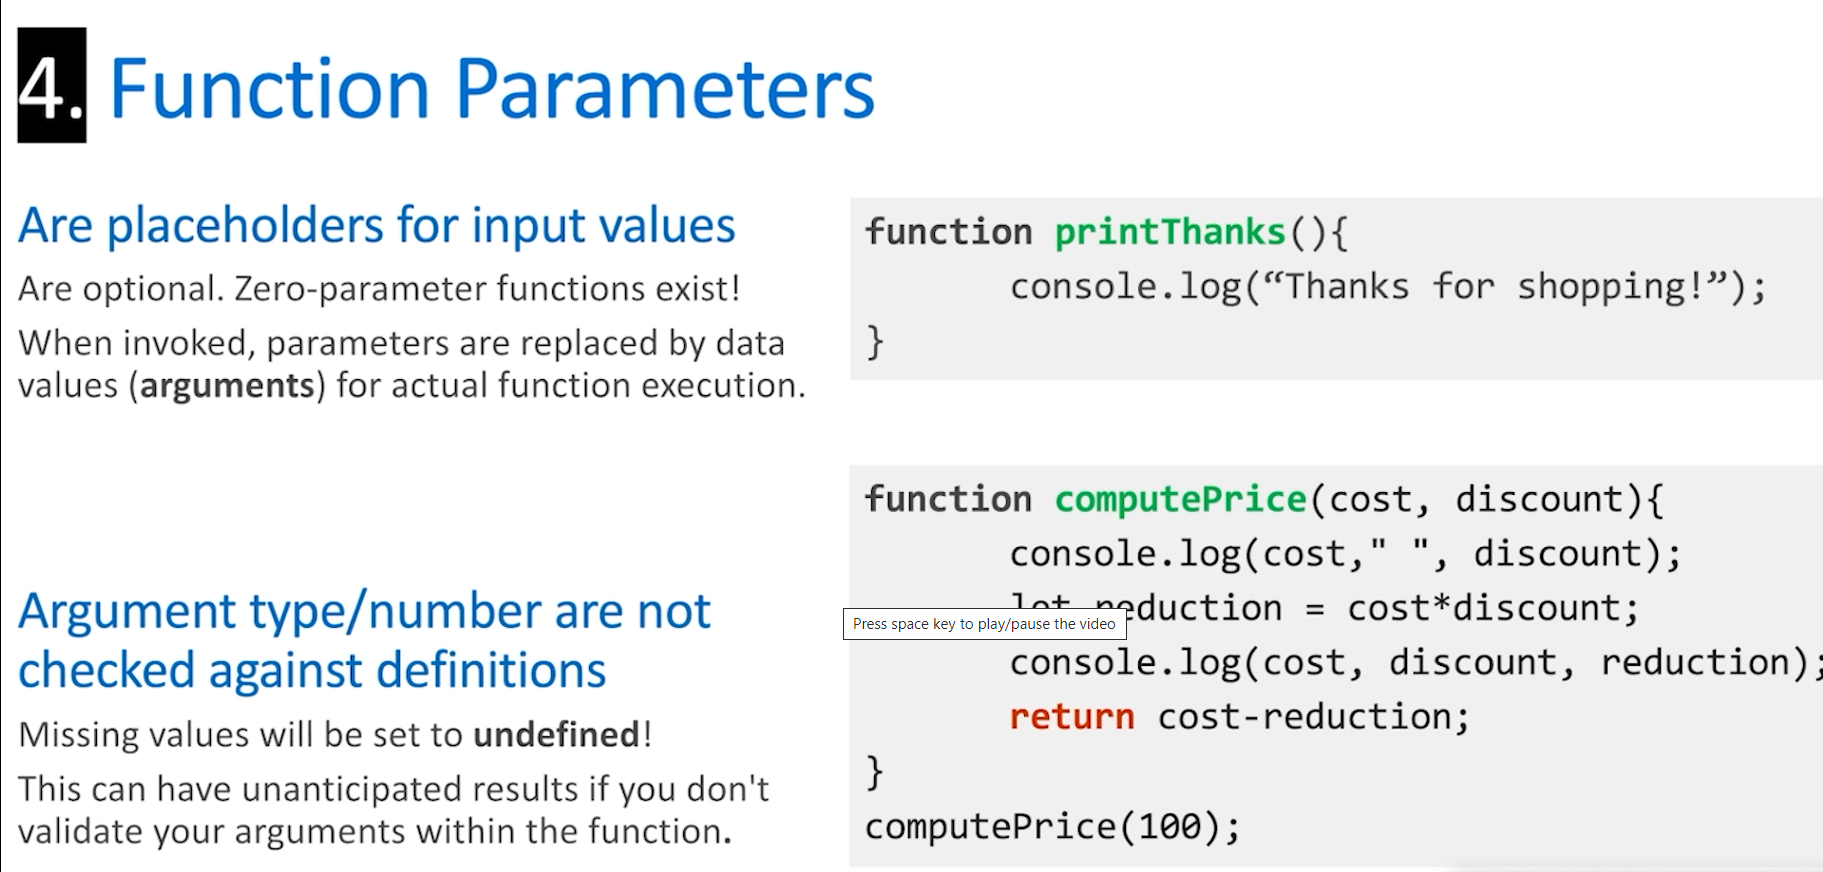 4. Function Parameters
Are placeholders for input values
Are optional. Zero-parameter functions exist!
When invoked, parameters are replaced by data
values (arguments) for actual function execution.
function printThanks(){
console.log(“Thanks for shopping!”);
}
Argument type/number are not
checked against definitions
Missing values will be set to undefined!
This can have unanticipated results if you don't
validate your arguments within the function.
function computePrice(cost, discount){
console.log(cost," ", discount);
let reduction = cost*discount;
Press space key to play/pause the video
console.log(cost, discount, reduction);
return cost-reduction;
}
computePrice(100);